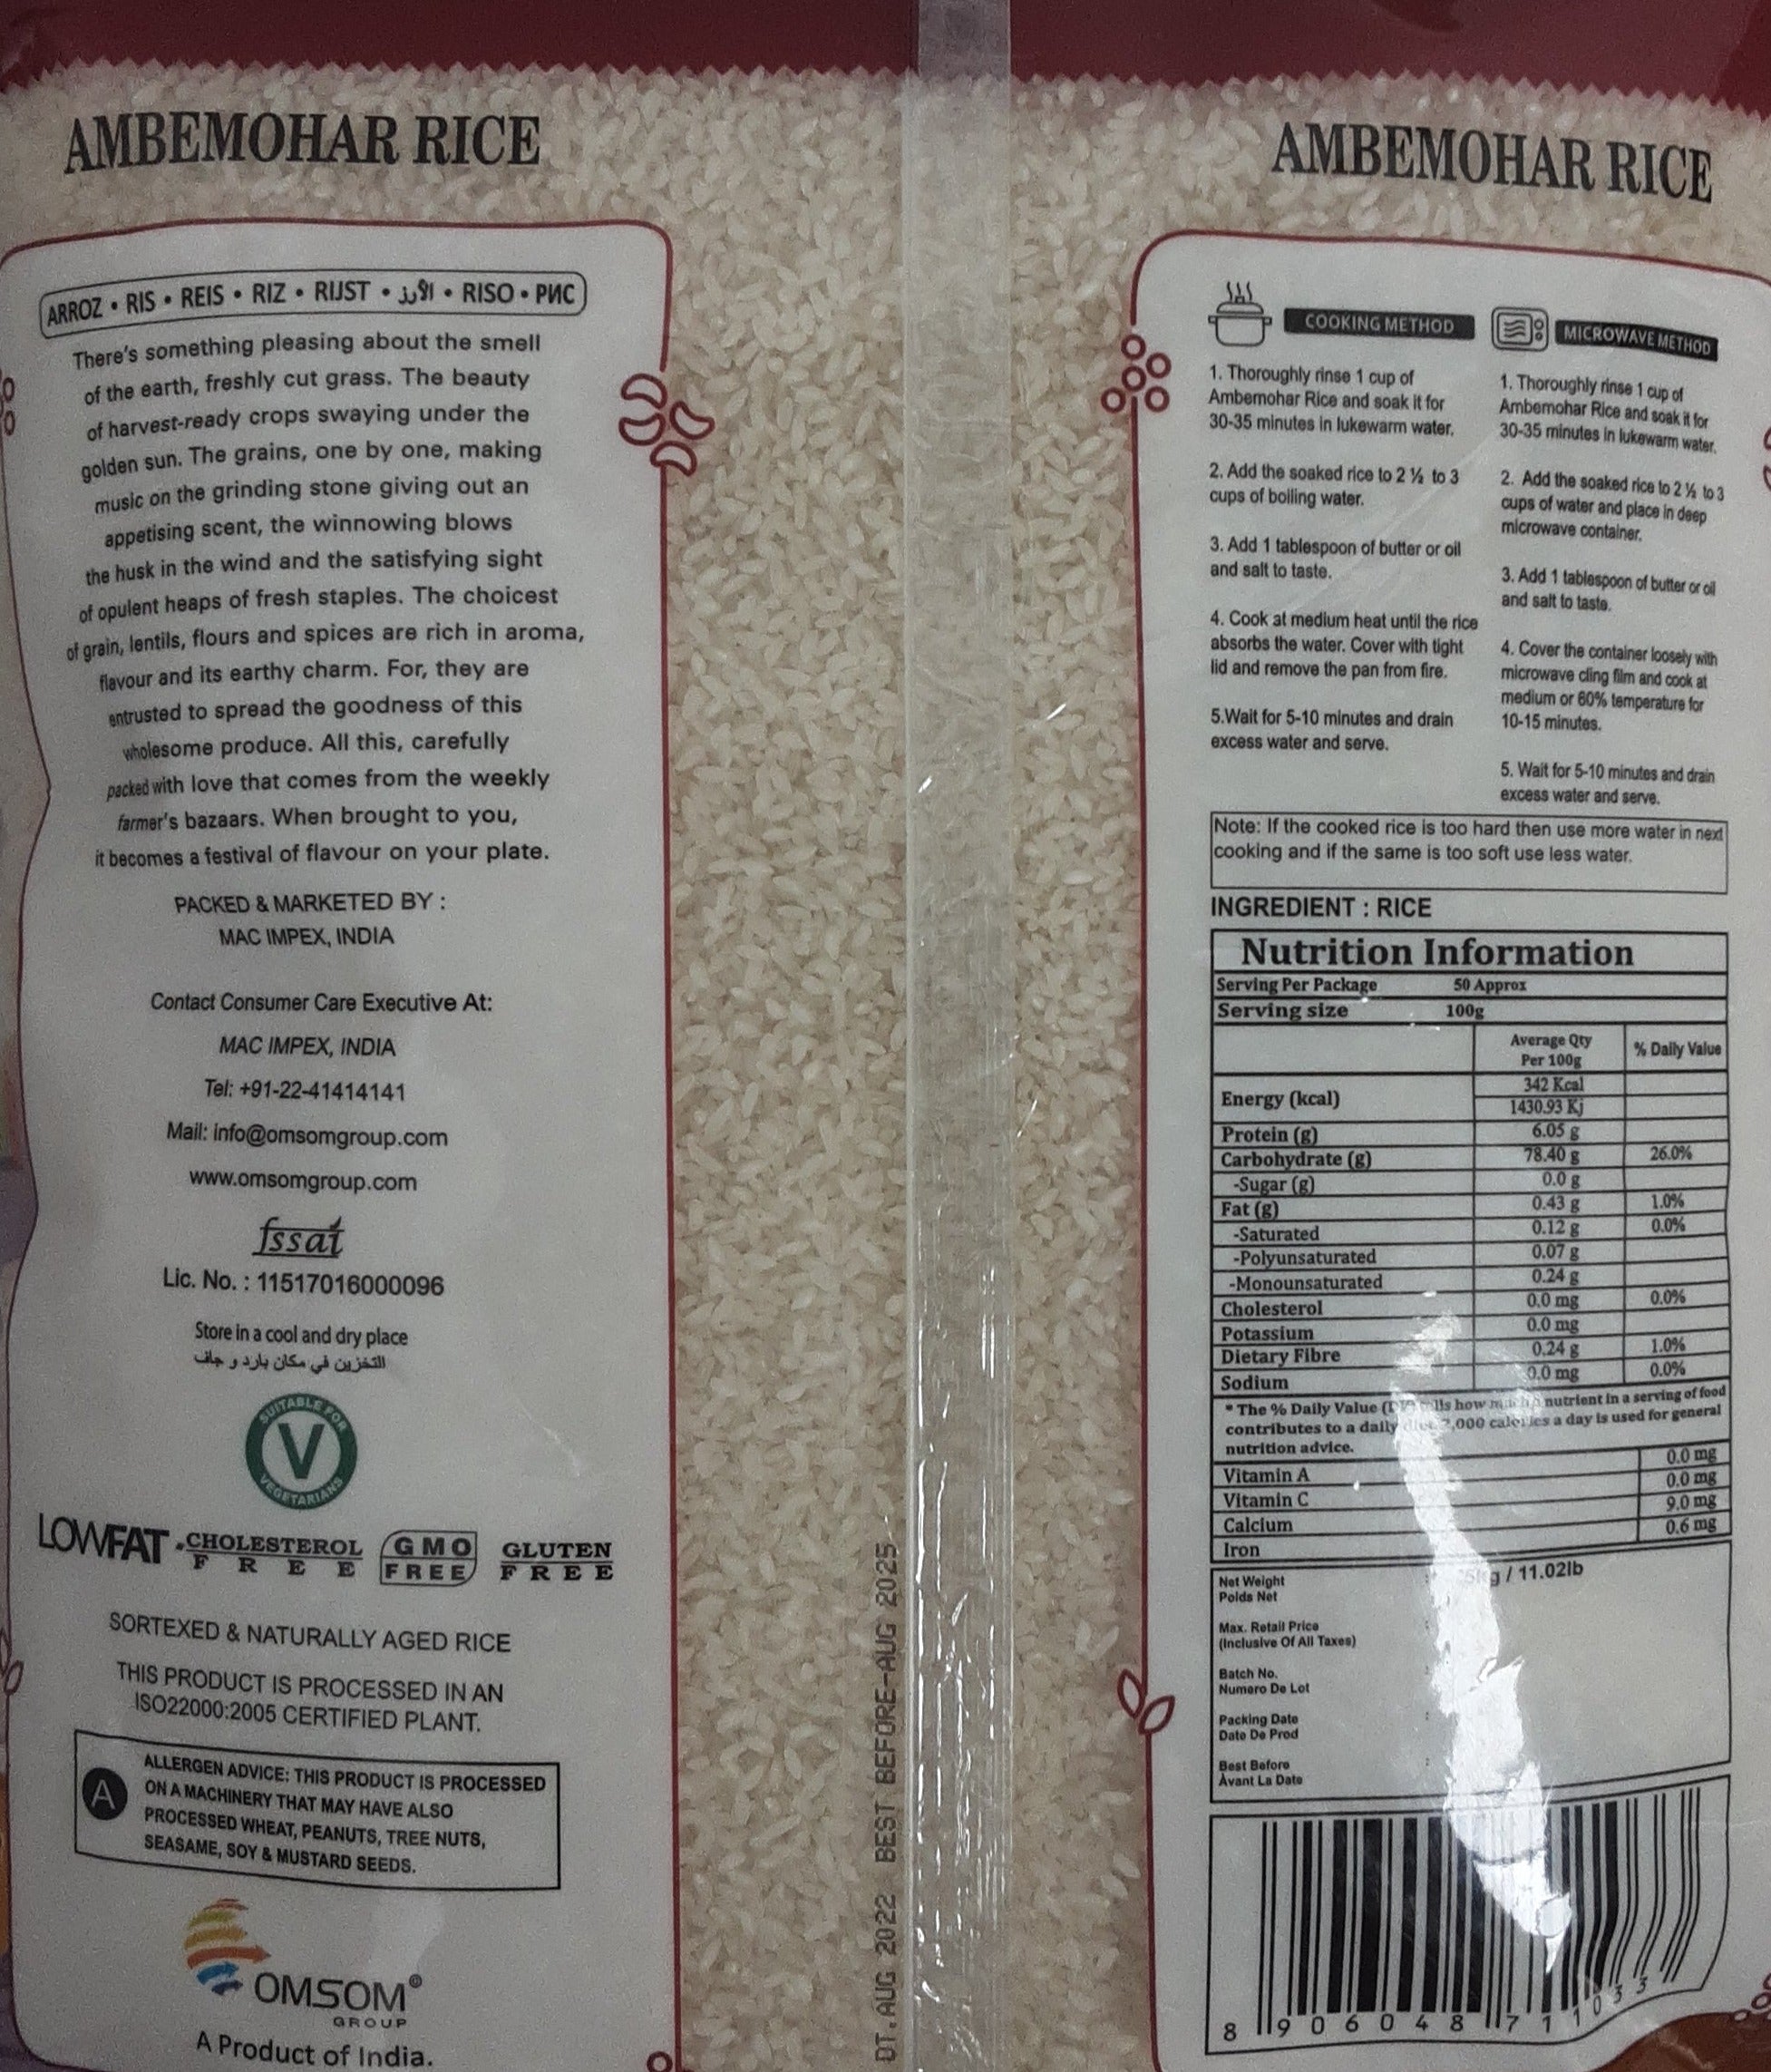 AMBEMOHAR RICE
ARROZ • RIS • REIS • RIZ • RIJST • الأرز • RISO • РИС
There's something pleasing about the smell
of the earth, freshly cut grass. The beauty
of harvest-ready crops swaying under the
golden sun. The grains, one by one, making
music on the grinding stone giving out an
appetising scent, the winnowing blows
the husk in the wind and the satisfying sight
of opulent heaps of fresh staples. The choicest
of grain, lentils, flours and spices are rich in aroma,
flavour and its earthy charm. For, they are
entrusted to spread the goodness of this
wholesome produce. All this, carefully
packed with love that comes from the weekly
farmer's bazaars. When brought to you,
it becomes a festival of flavour on your plate.
PACKED & MARKETED BY :
MAC IMPEX, INDIA
Contact Consumer Care Executive At:
MAC IMPEX, INDIA
Tel: +91-22-41414141
Mail: info@omsomgroup.com
www.omsomgroup.com
fssai
Lic. No. : 11517016000096
Store in a cool and dry place
التخزين في مكان بارد و جاف
SUITABLE FOR
V
VEGETARIANS
LOWFAT
CHOLESTEROL
FREE
GMO
FREE
GLUTEN
FREE
SORTEXED & NATURALLY AGED RICE
THIS PRODUCT IS PROCESSED IN AN
ISO22000:2005 CERTIFIED PLANT.
A
ALLERGEN ADVICE: THIS PRODUCT IS PROCESSED
ON A MACHINERY THAT MAY HAVE ALSO
PROCESSED WHEAT, PEANUTS, TREE NUTS,
SEASAME, SOY & MUSTARD SEEDS.
OMSOM®
GROUP
A Product of India.
DT.AUG 2022 BEST BEFORE-AUG 2025
AMBEMOHAR RICE
COOKING METHOD
1. Thoroughly rinse 1 cup of
Ambemohar Rice and soak it for
30-35 minutes in lukewarm water.
2. Add the soaked rice to 2 ½ to 3
cups of boiling water.
3. Add 1 tablespoon of butter or oil
and salt to taste.
4. Cook at medium heat until the rice
absorbs the water. Cover with tight
lid and remove the pan from fire.
5.Wait for 5-10 minutes and drain
excess water and serve.
MICROWAVE METHOD
1. Thoroughly rinse 1 cup of
Ambemohar Rice and soak it for
30-35 minutes in lukewarm water.
2. Add the soaked rice to 2 ½ to 3
cups of water and place in deep
microwave container.
3. Add 1 tablespoon of butter or oil
and salt to taste.
4. Cover the container loosely with
microwave cling film and cook at
medium or 60% temperature for
10-15 minutes.
5. Wait for 5-10 minutes and drain
excess water and serve.
Note: If the cooked rice is too hard then use more water in next
cooking and if the same is too soft use less water.
INGREDIENT : RICE
Nutrition Information
Serving Per Package 50 Approx
Serving size 100g
Average Qty
Per 100g
% Daily Value
Energy (kcal) 342 Kcal
1430.93 Kj
Protein (g) 6.05 g
Carbohydrate (g) 78.40 g 26.0%
-Sugar (g) 0.0 g
Fat (g) 0.43 g 1.0%
-Saturated 0.12 g 0.0%
-Polyunsaturated 0.07 g
-Monounsaturated 0.24 g
Cholesterol 0.0 mg 0.0%
Potassium 0.0 mg
Dietary Fibre 0.24 g 1.0%
Sodium 0.0 mg 0.0%
* The % Daily Value how nutrient in a serving of food
contributes to a daily calories a day is used for general
nutrition advice.
Vitamin A 0.0 mg
Vitamin C 0.0 mg
Calcium 9.0 mg
Iron 0.6 mg
Net Weight : 5kg / 11.02lb
Poids Net
Max. Retail Price :
(Inclusive Of All Taxes)
Batch No.
Numero De Lot
Packing Date :
Date De Prod
Best Before :
Avant La Date
8 906048 711033